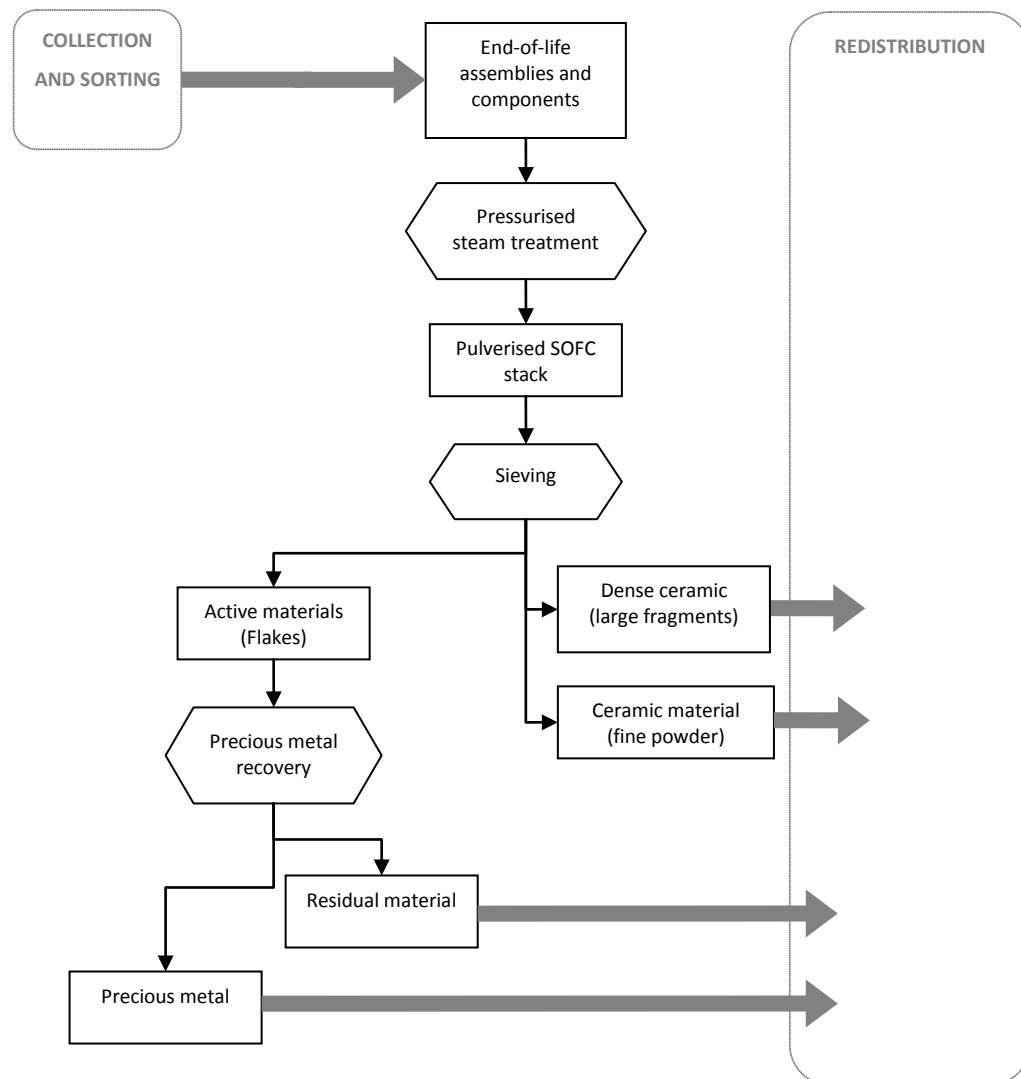 COLLECTION
AND SORTING
End-of-life
assemblies and
components
REDISTRIBUTION
Pressurised
steam treatment
Pulverised SOFC
stack
Sieving
Active materials
(Flakes)
Dense ceramic
(large fragments)
Ceramic material
(fine powder)
Precious metal
recovery
Residual material
Precious metal